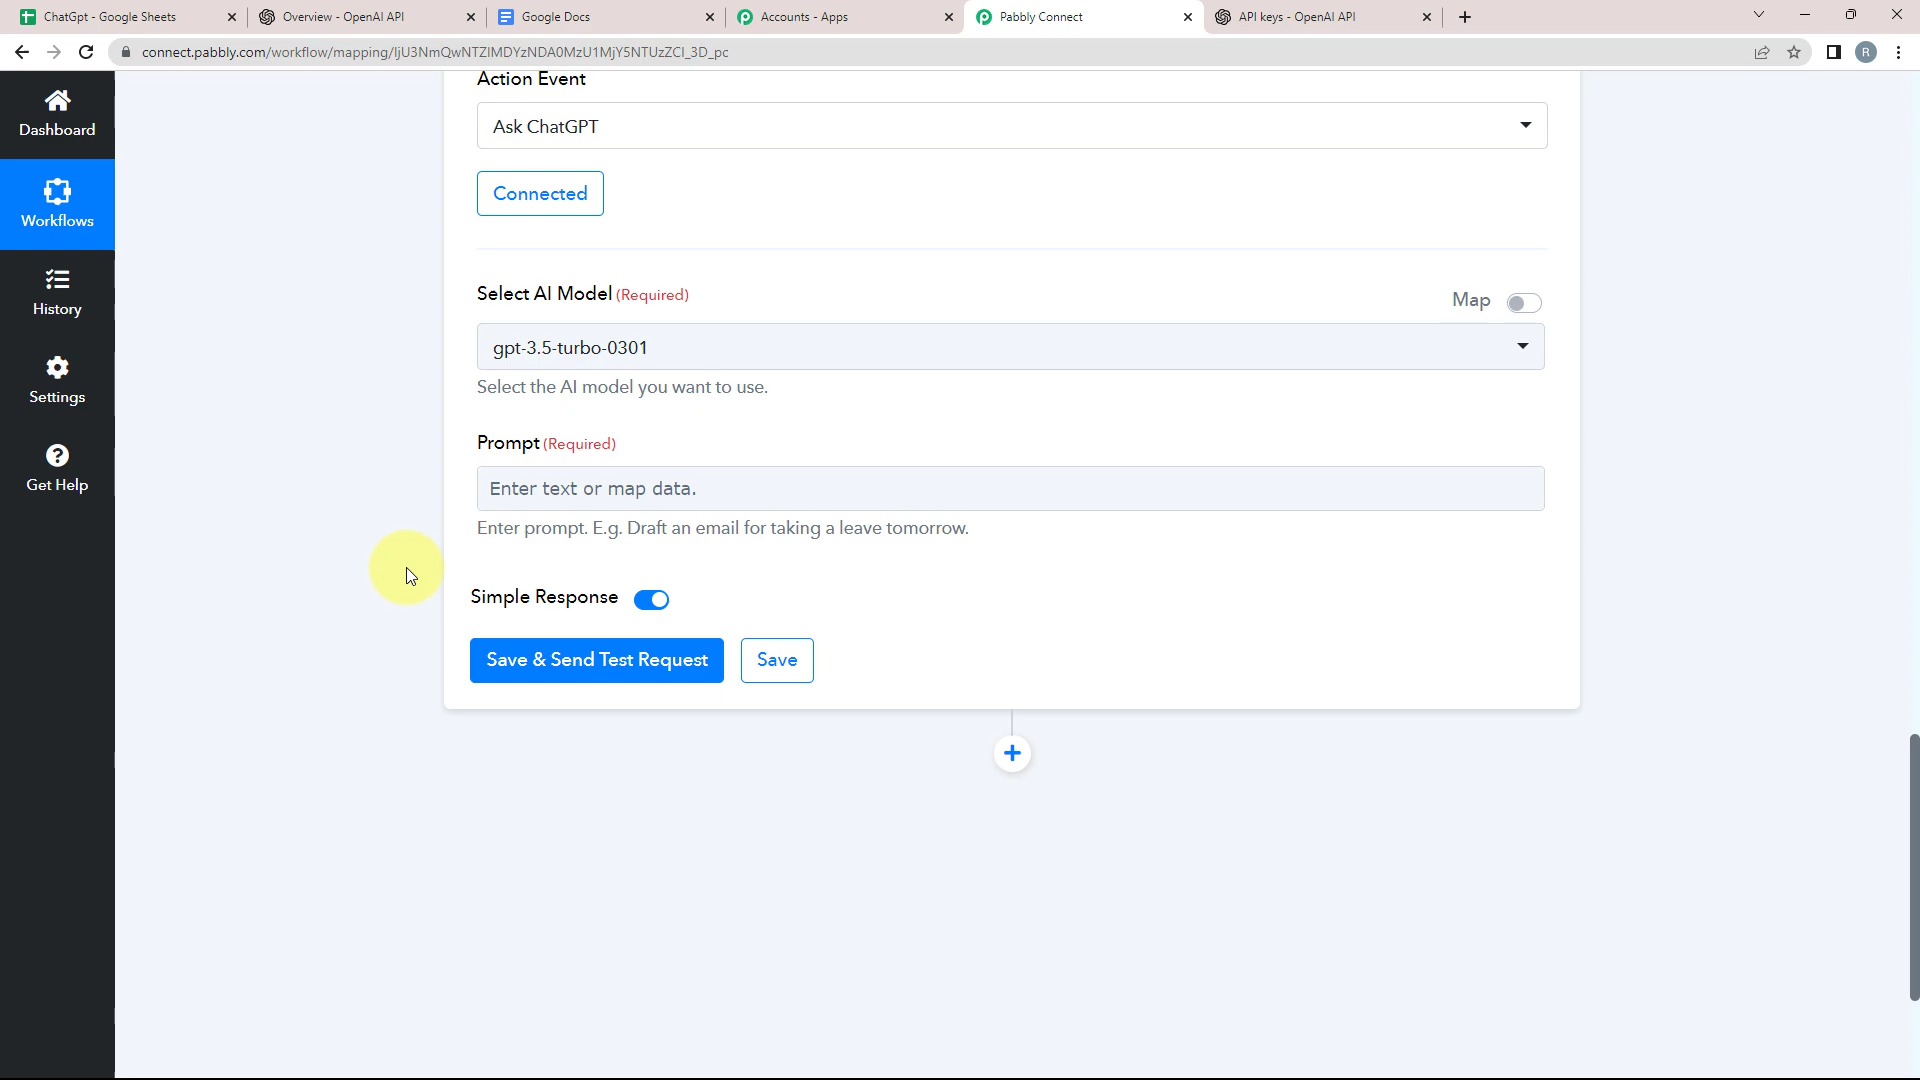 ChatGpt - Google Sheets
Overview - OpenAI API
Google Docs
Accounts - Apps
Pabbly Connect
API keys - OpenAI API
connect.pabbly.com/workflow/mapping/IjU3NmQwNTZlMDYzNDA0MzU1MjY5NTUzZCI_3D_pc
R
Dashboard
Workflows
History
Settings
Get Help
Action Event
Ask ChatGPT
Connected
Select AI Model (Required)
Map
gpt-3.5-turbo-0301
Select the AI model you want to use.
Prompt (Required)
Enter text or map data.
Enter prompt. E.g. Draft an email for taking a leave tomorrow.
Simple Response
Save & Send Test Request
Save